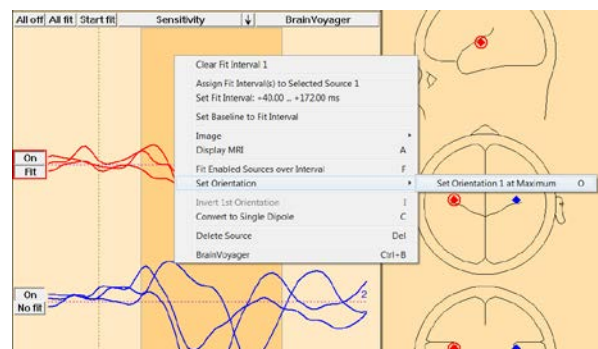 All off All fit Start fit Sensitivity ↓ BrainVoyager
Clear Fit Interval 1
Assign Fit Interval(s) to Selected Source 1
Set Fit Interval: +40.00 .. +172.00 ms
Set Baseline to Fit Interval
Image
Display MRI A
Fit Enabled Sources over Interval F
Set Orientation
Set Orientation 1 at Maximum O
Invert 1st Orientation I
Convert to Single Dipole C
Delete Source Del
BrainVoyager Ctrl+B
On
Fit
On
No fit
2